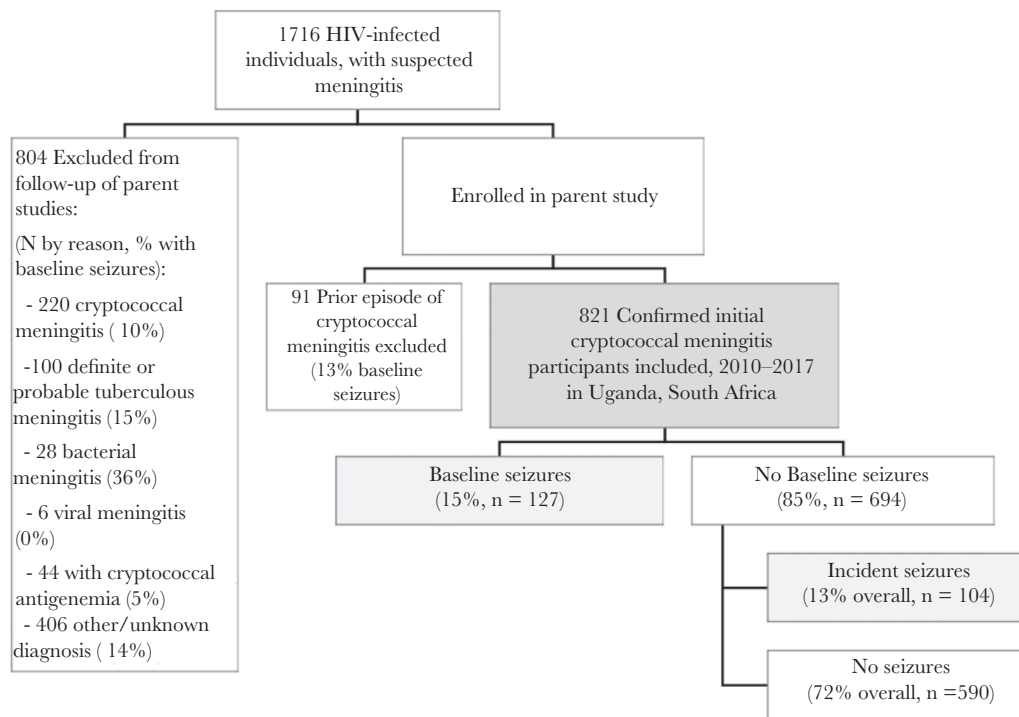 1716 HIV-infected
individuals, with suspected
meningitis
804 Excluded from
follow-up of parent
studies:
(N by reason, % with
baseline seizures):
- 220 cryptococcal
meningitis ( 10%)
-100 definite or
probable tuberculous
meningitis (15%)
- 28 bacterial
meningitis (36%)
- 6 viral meningitis
(0%)
- 44 with cryptococcal
antigenemia (5%)
- 406 other/unknown
diagnosis ( 14%)
Enrolled in parent study
91 Prior episode of
cryptococcal
meningitis excluded
(13% baseline
seizures)
821 Confirmed initial
cryptococcal meningitis
participants included, 2010–2017
in Uganda, South Africa
Baseline seizures
(15%, n = 127)
No Baseline seizures
(85%, n = 694)
Incident seizures
(13% overall, n = 104)
No seizures
(72% overall, n =590)